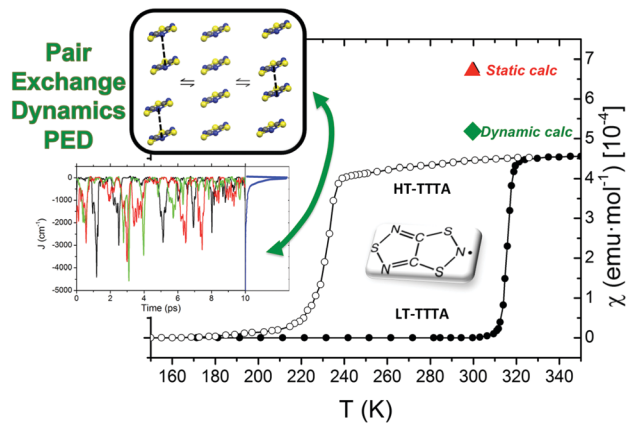 Pair
Exchange
Dynamics
PED
Static calc
Dynamic calc
HT-TTTA
LT-TTTA
S
N
N
C
C
S
S
N•
J (cm⁻¹)
0
-1000
-2000
-3000
-4000
-5000
0 2 4 6 8 10
Time (ps)
7
6
5
4
3
2
1
0
χ (emu·mol⁻¹) [10⁻⁴]
160 180 200 220 240 260 280 300 320 340
T (K)